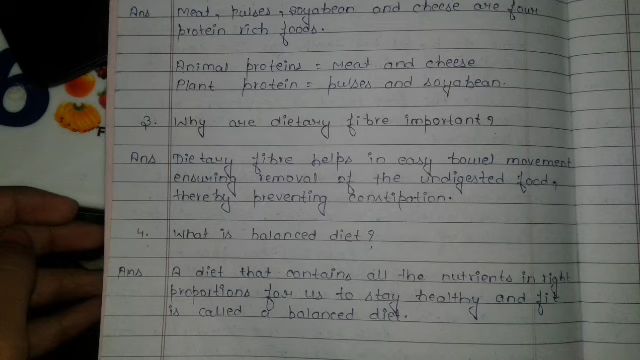 Ans Meat, pulses, soyabean and cheese are four
protein rich foods.
Animal proteins = Meat and cheese
Plant protein = pulses and soyabean.
3. Why are dietary fibre important?
Ans Dietary fibre helps in easy bowel movement
ensuring removal of the undigested food,
thereby preventing constipation.
4. What is balanced diet?
Ans A diet that contains all the nutrients in right
proportions for us to stay healthy and fit
is called a balanced diet.